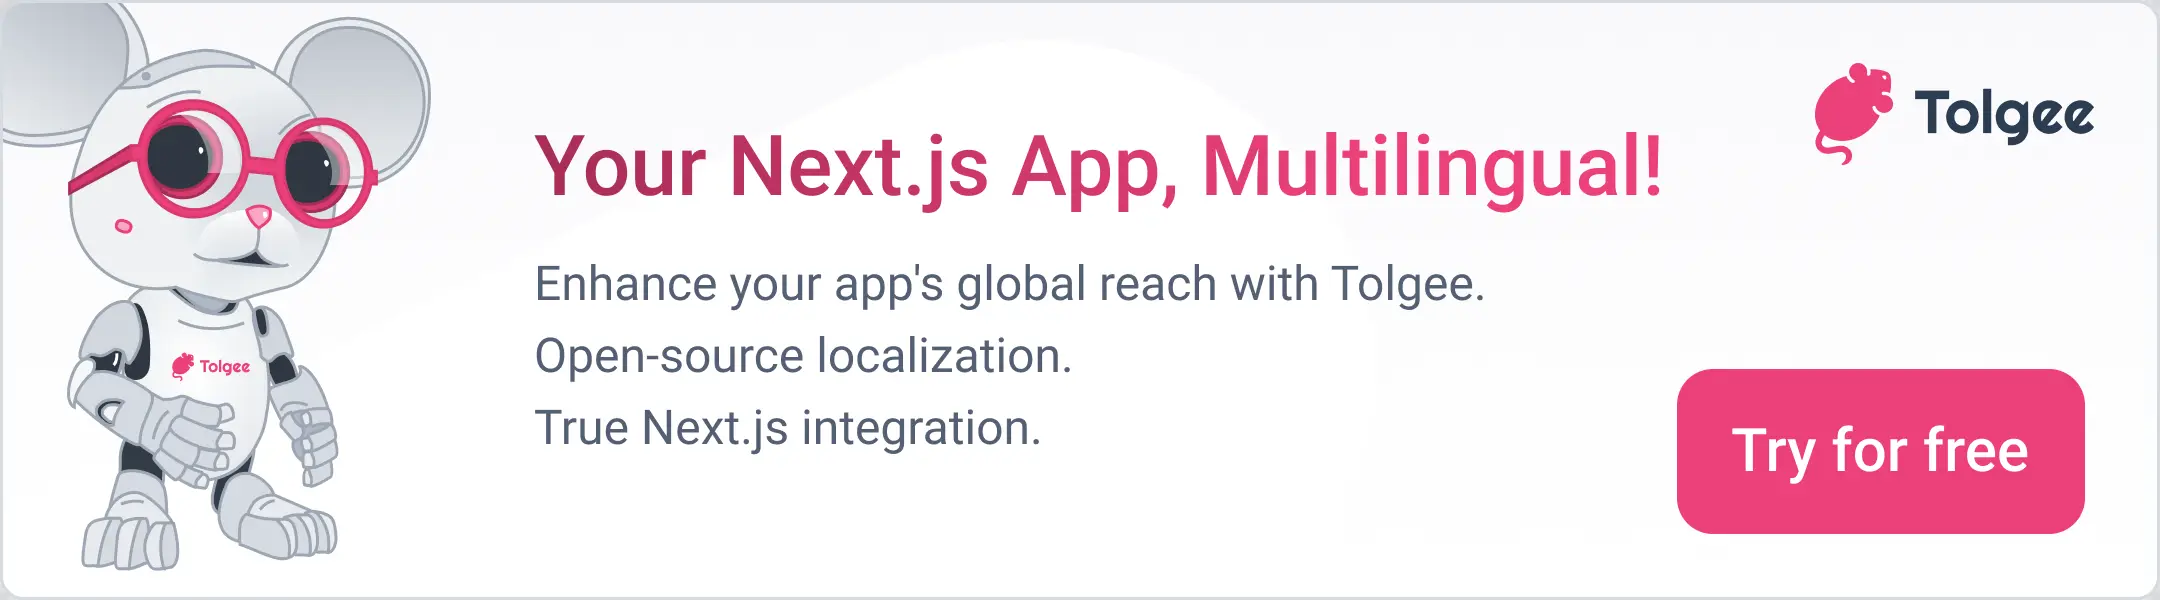 Tolgee
Your Next.js App, Multilingual!
Enhance your app's global reach with Tolgee.
Open-source localization.
True Next.js integration.
Tolgee
Try for free